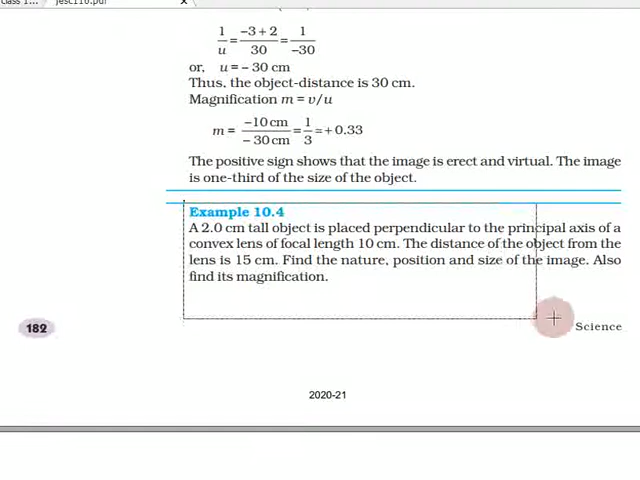 class 1... jesc110.pdf x
1/u = −3 + 2/30 = 1/−30
or, u = – 30 cm
Thus, the object-distance is 30 cm.
Magnification m = v/u
m = −10 cm/− 30 cm = 1/3 = + 0.33
The positive sign shows that the image is erect and virtual. The image
is one-third of the size of the object.
Example 10.4
A 2.0 cm tall object is placed perpendicular to the principal axis of a
convex lens of focal length 10 cm. The distance of the object from the
lens is 15 cm. Find the nature, position and size of the image. Also
find its magnification.
182
Science
2020-21